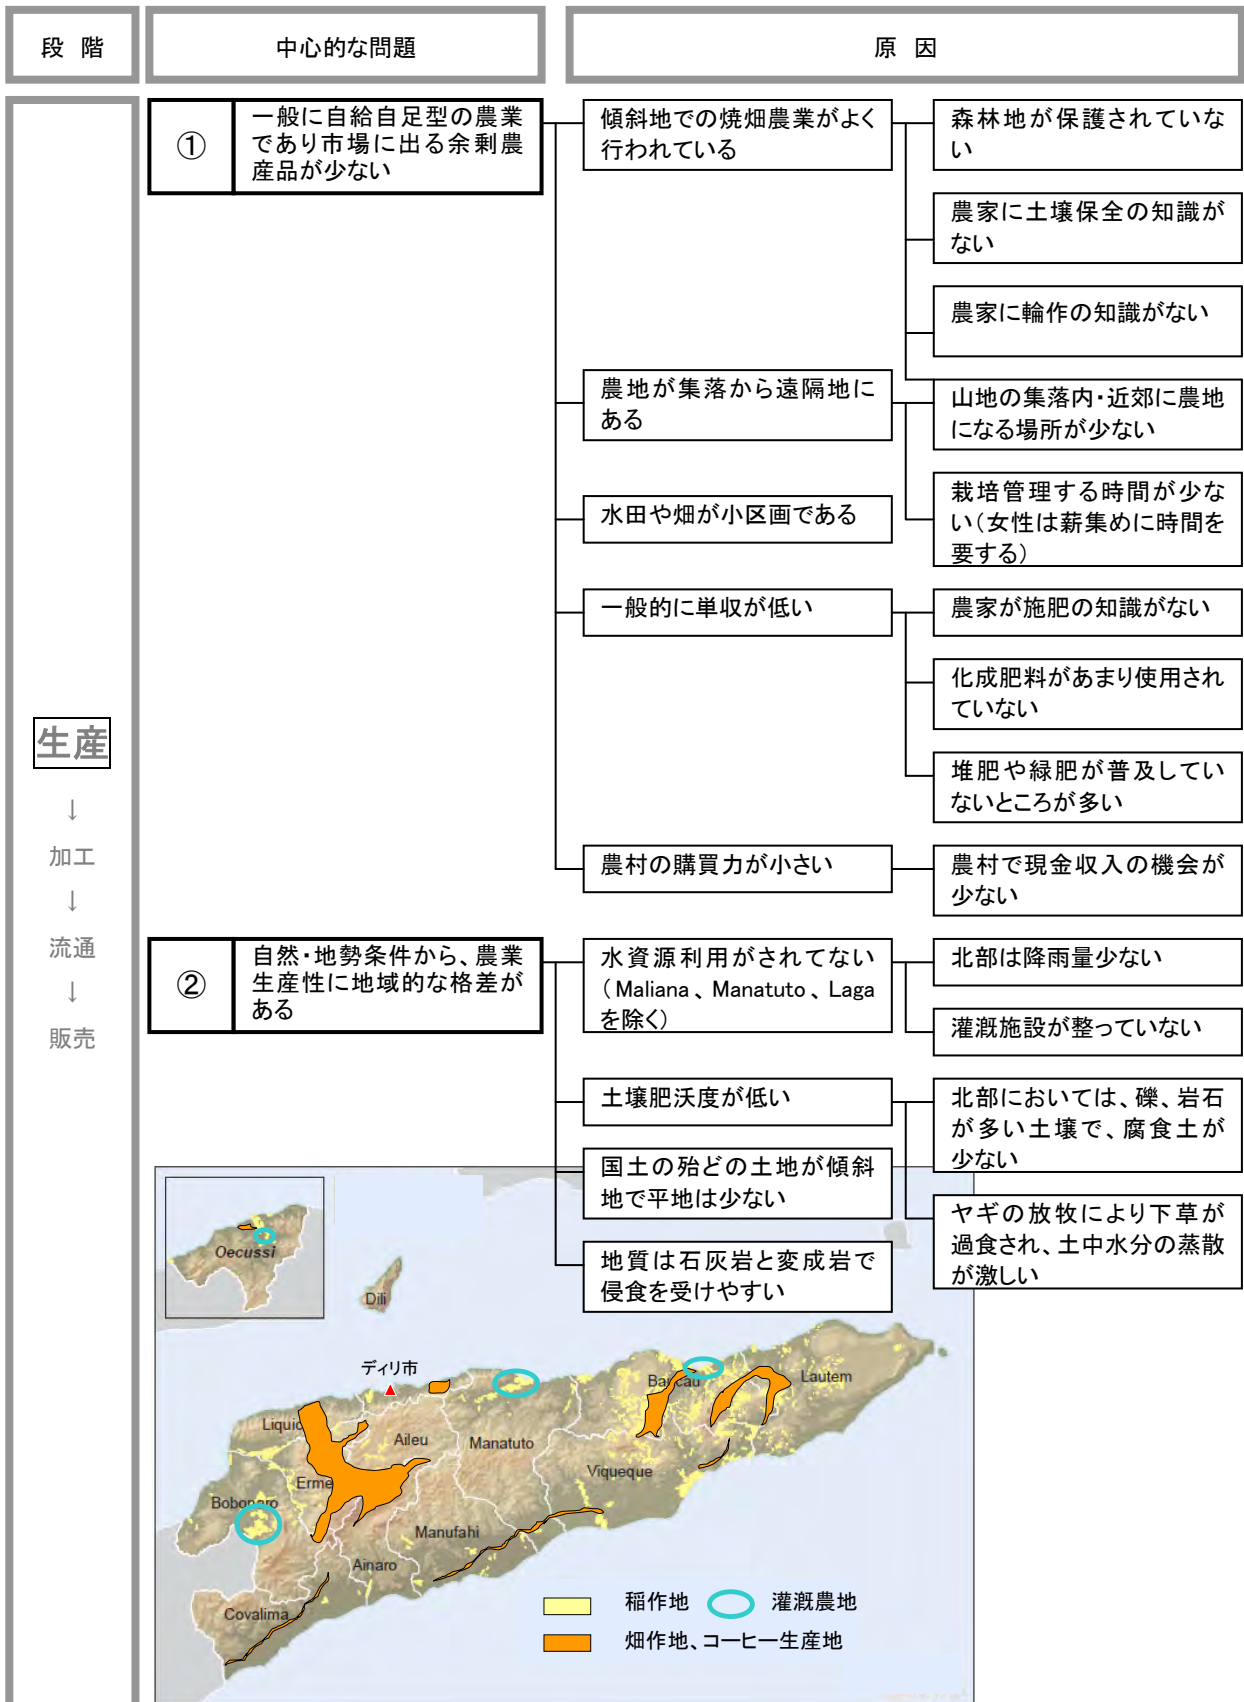 段 階
中心的な問題
原 因
生産
↓
加工
↓
流通
↓
販売
①
一般に自給自足型の農業
であり市場に出る余剰農
産品が少ない
傾斜地での焼畑農業がよく
行われている
森林地が保護されていな
い
農家に土壌保全の知識が
ない
農家に輪作の知識がない
農地が集落から遠隔地に
ある
山地の集落内・近郊に農地
になる場所が少ない
栽培管理する時間が少な
い（女性は薪集めに時間を
要する）
水田や畑が小区画である
一般的に単収が低い
農家が施肥の知識がない
化成肥料があまり使用され
ていない
堆肥や緑肥が普及してい
ないところが多い
農村の購買力が小さい
農村で現金収入の機会が
少ない
②
自然・地勢条件から、農業
生産性に地域的な格差が
ある
水資源利用がされてない
（Maliana、Manatuto、Laga
を除く）
北部は降雨量少ない
灌漑施設が整っていない
土壌肥沃度が低い
北部においては、礫、岩石
が多い土壌で、腐食土が
少ない
ヤギの放牧により下草が
過食され、土中水分の蒸散
が激しい
国土の殆どの土地が傾斜
地で平地は少ない
地質は石灰岩と変成岩で
侵食を受けやすい
Oecussi
Dili
ディリ市
Baucau
Lautem
Liquic
Aileu
Manatuto
Viqueque
Erme
Bobonaro
Manufahi
Ainaro
Covalima
稲作地
灌漑農地
畑作地、コーヒー生産地